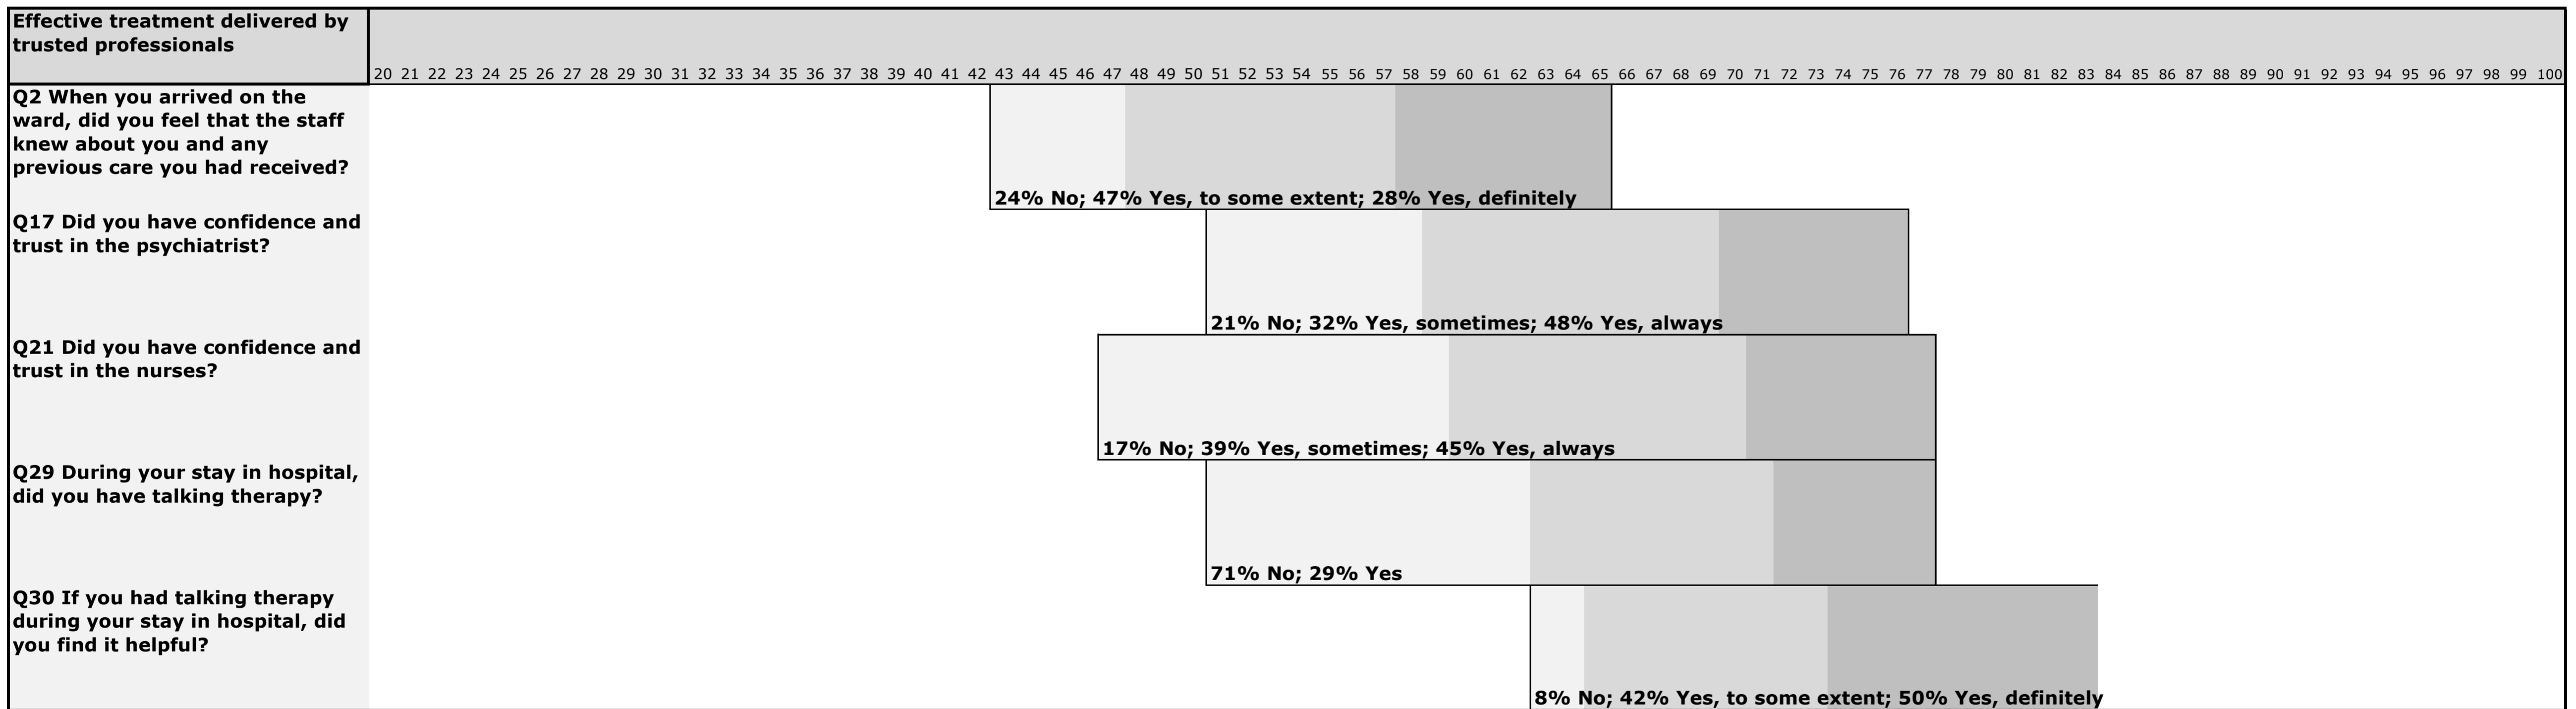 Effective treatment delivered by
trusted professionals
20 21 22 23 24 25 26 27 28 29 30 31 32 33 34 35 36 37 38 39 40 41 42 43 44 45 46 47 48 49 50 51 52 53 54 55 56 57 58 59 60 61 62 63 64 65 66 67 68 69 70 71 72 73 74 75 76 77 78 79 80 81 82 83 84 85 86 87 88 89 90 91 92 93 94 95 96 97 98 99 100
Q2 When you arrived on the
ward, did you feel that the staff
knew about you and any
previous care you had received?
24% No; 47% Yes, to some extent; 28% Yes, definitely
Q17 Did you have confidence and
trust in the psychiatrist?
21% No; 32% Yes, sometimes; 48% Yes, always
Q21 Did you have confidence and
trust in the nurses?
17% No; 39% Yes, sometimes; 45% Yes, always
Q29 During your stay in hospital,
did you have talking therapy?
71% No; 29% Yes
Q30 If you had talking therapy
during your stay in hospital, did
you find it helpful?
8% No; 42% Yes, to some extent; 50% Yes, definitely